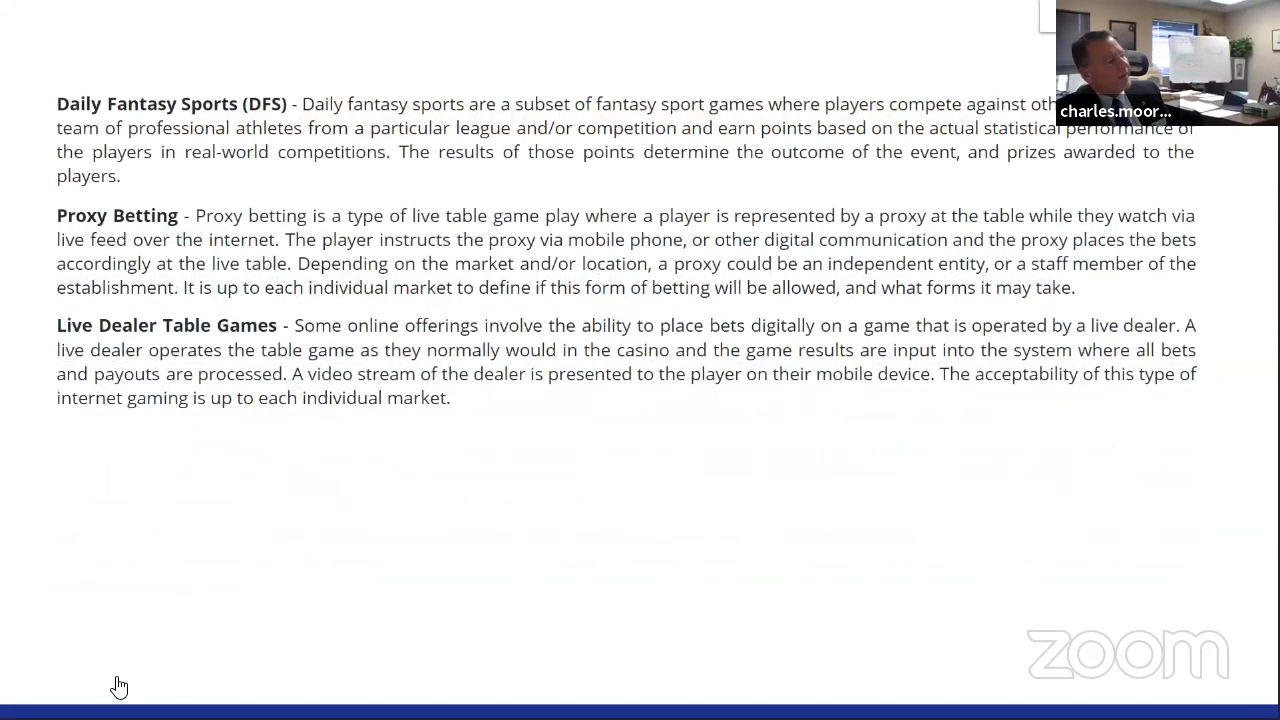 Daily Fantasy Sports (DFS) - Daily fantasy sports are a subset of fantasy sport games where players compete against
team of professional athletes from a particular league and/or competition and earn points based on the actual statistical performance of
the players in real-world competitions. The results of those points determine the outcome of the event, and prizes awarded to the
players.
Proxy Betting - Proxy betting is a type of live table game play where a player is represented by a proxy at the table while they watch via
live feed over the internet. The player instructs the proxy via mobile phone, or other digital communication and the proxy places the bets
accordingly at the live table. Depending on the market and/or location, a proxy could be an independent entity, or a staff member of the
establishment. It is up to each individual market to define if this form of betting will be allowed, and what forms it may take.
Live Dealer Table Games - Some online offerings involve the ability to place bets digitally on a game that is operated by a live dealer. A
live dealer operates the table game as they normally would in the casino and the game results are input into the system where all bets
and payouts are processed. A video stream of the dealer is presented to the player on their mobile device. The acceptability of this type of
internet gaming is up to each individual market.
charles.moor...
zoom